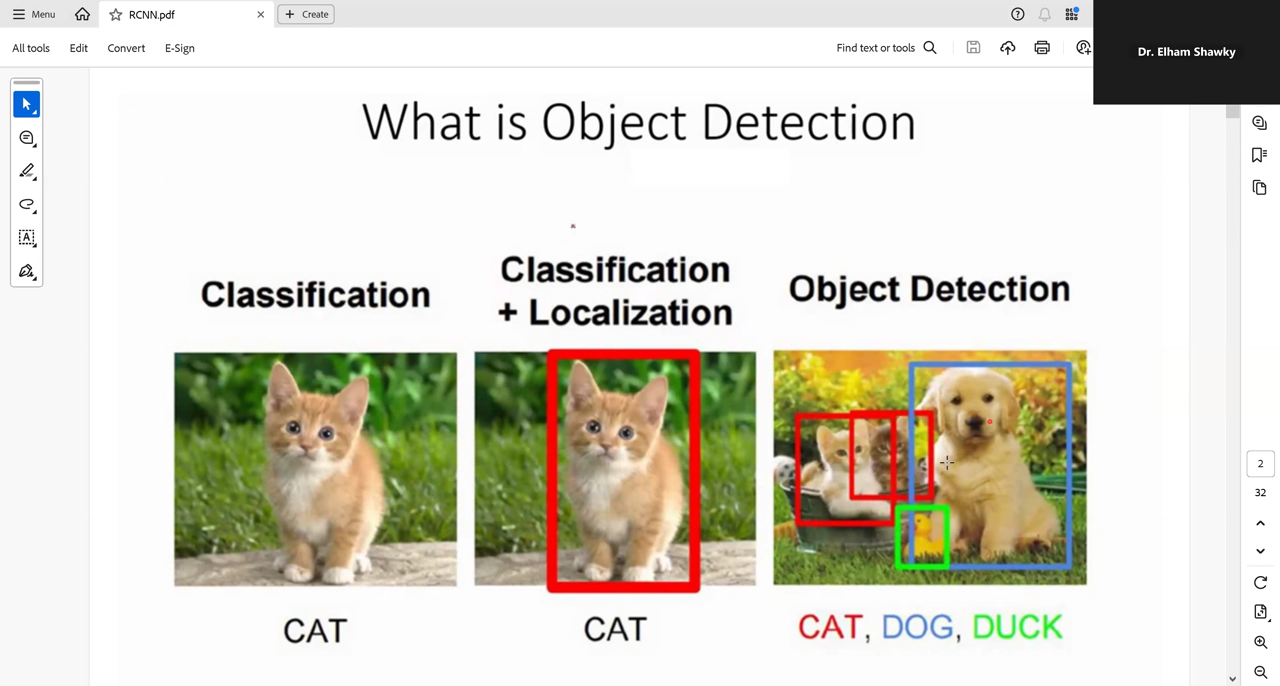 Menu
RCNN.pdf
Create
Dr. Elham Shawky
All tools
Edit
Convert
E-Sign
Find text or tools
What is Object Detection
Classification
Classification
+ Localization
Object Detection
CAT
CAT
CAT, DOG, DUCK
2
32